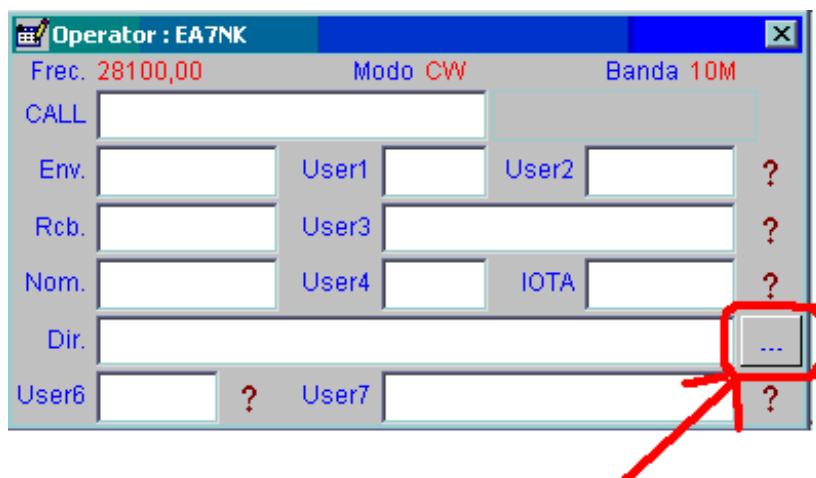 Operator : EA7NK
Frec. 28100,00 Modo CW Banda 10M
CALL
Env. User1 User2 ?
Rcb. User3 ?
Nom. User4 IOTA ?
Dir. ...
User6 ? User7 ?